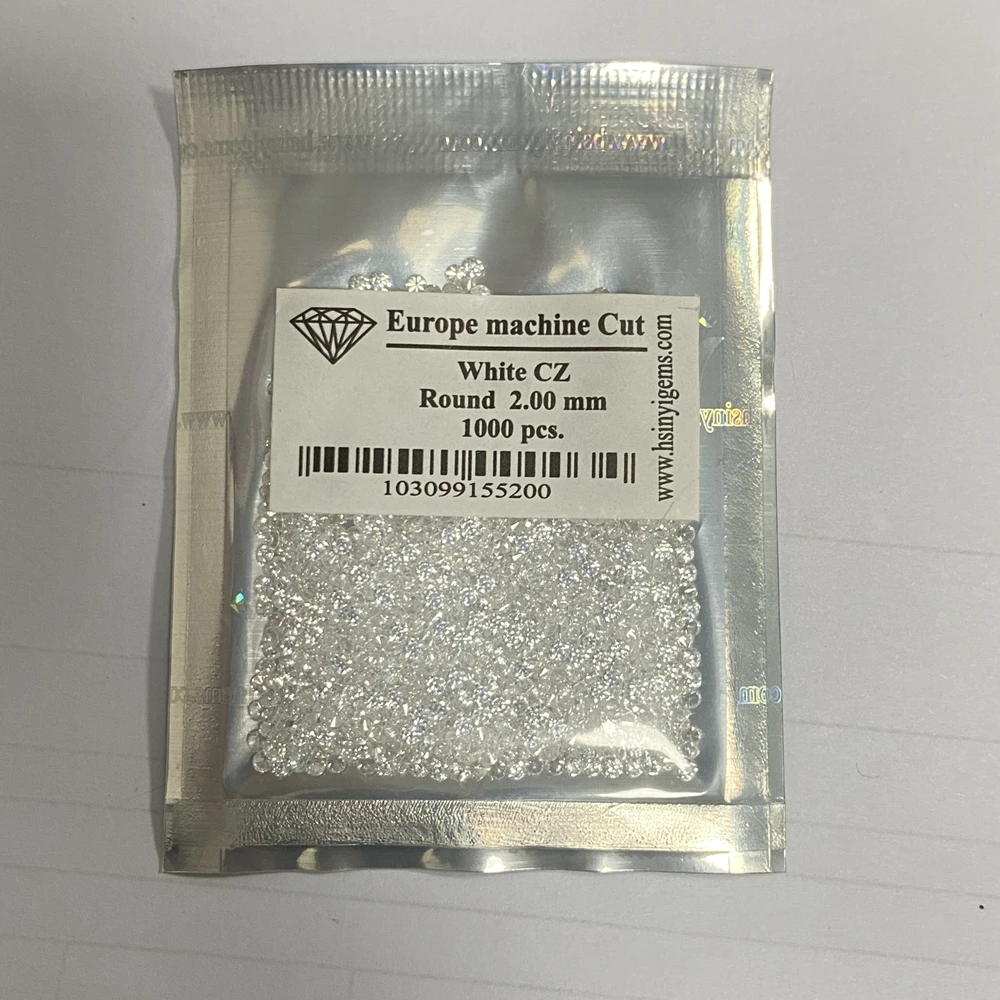 Europe machine Cut
White CZ
Round 2.00 mm
1000 pcs.
103099155200
www.hsinyigems.com